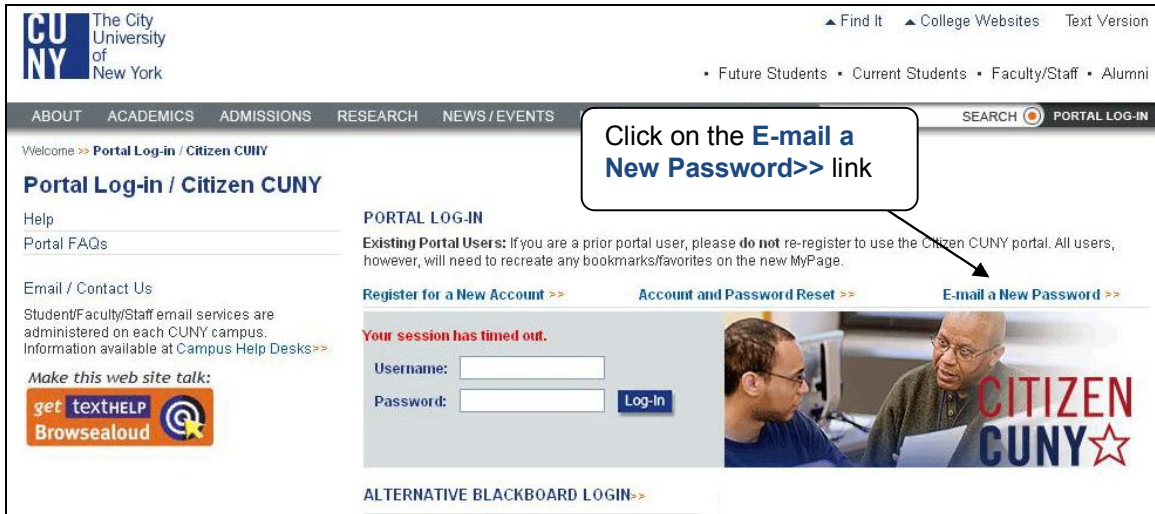 CU
NY
The City
University
of
New York
▲ Find It ▲ College Websites Text Version
▪ Future Students ▪ Current Students ▪ Faculty/Staff ▪ Alumni
ABOUT ACADEMICS ADMISSIONS RESEARCH NEWS / EVENTS
SEARCH PORTAL LOG-IN
Click on the E-mail a
New Password>> link
Welcome >> Portal Log-in / Citizen CUNY
Portal Log-in / Citizen CUNY
Help
Portal FAQs
Email / Contact Us
Student/Faculty/Staff email services are
administered on each CUNY campus.
Information available at Campus Help Desks>>
Make this web site talk:
get textHELP
Browsealoud
PORTAL LOG-IN
Existing Portal Users: If you are a prior portal user, please do not re-register to use the Citizen CUNY portal. All users,
however, will need to recreate any bookmarks/favorites on the new MyPage.
Register for a New Account >> Account and Password Reset >> E-mail a New Password >>
Your session has timed out.
Username:
Password: Log-In
CITIZEN
CUNY
ALTERNATIVE BLACKBOARD LOGIN>>